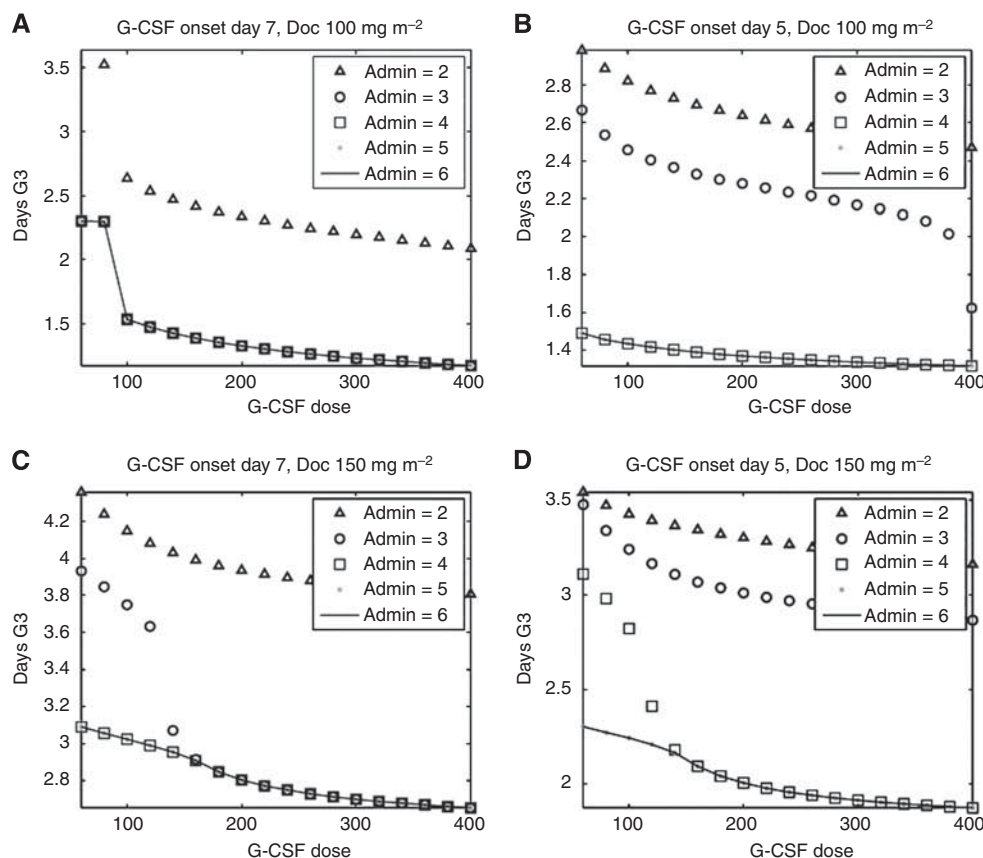 A
G-CSF onset day 7, Doc 100 mg m⁻²
Days G3
3.5
3
2.5
2
1.5
100
200
300
400
G-CSF dose
Admin = 2
Admin = 3
Admin = 4
Admin = 5
Admin = 6
B
G-CSF onset day 5, Doc 100 mg m⁻²
Days G3
2.8
2.6
2.4
2.2
2
1.8
1.6
1.4
100
200
300
400
G-CSF dose
Admin = 2
Admin = 3
Admin = 4
Admin = 5
Admin = 6
C
G-CSF onset day 7, Doc 150 mg m⁻²
Days G3
4.2
4
3.8
3.6
3.4
3.2
3
2.8
100
200
300
400
G-CSF dose
Admin = 2
Admin = 3
Admin = 4
Admin = 5
Admin = 6
D
G-CSF onset day 5, Doc 150 mg m⁻²
Days G3
3.5
3
2.5
2
100
200
300
400
G-CSF dose
Admin = 2
Admin = 3
Admin = 4
Admin = 5
Admin = 6